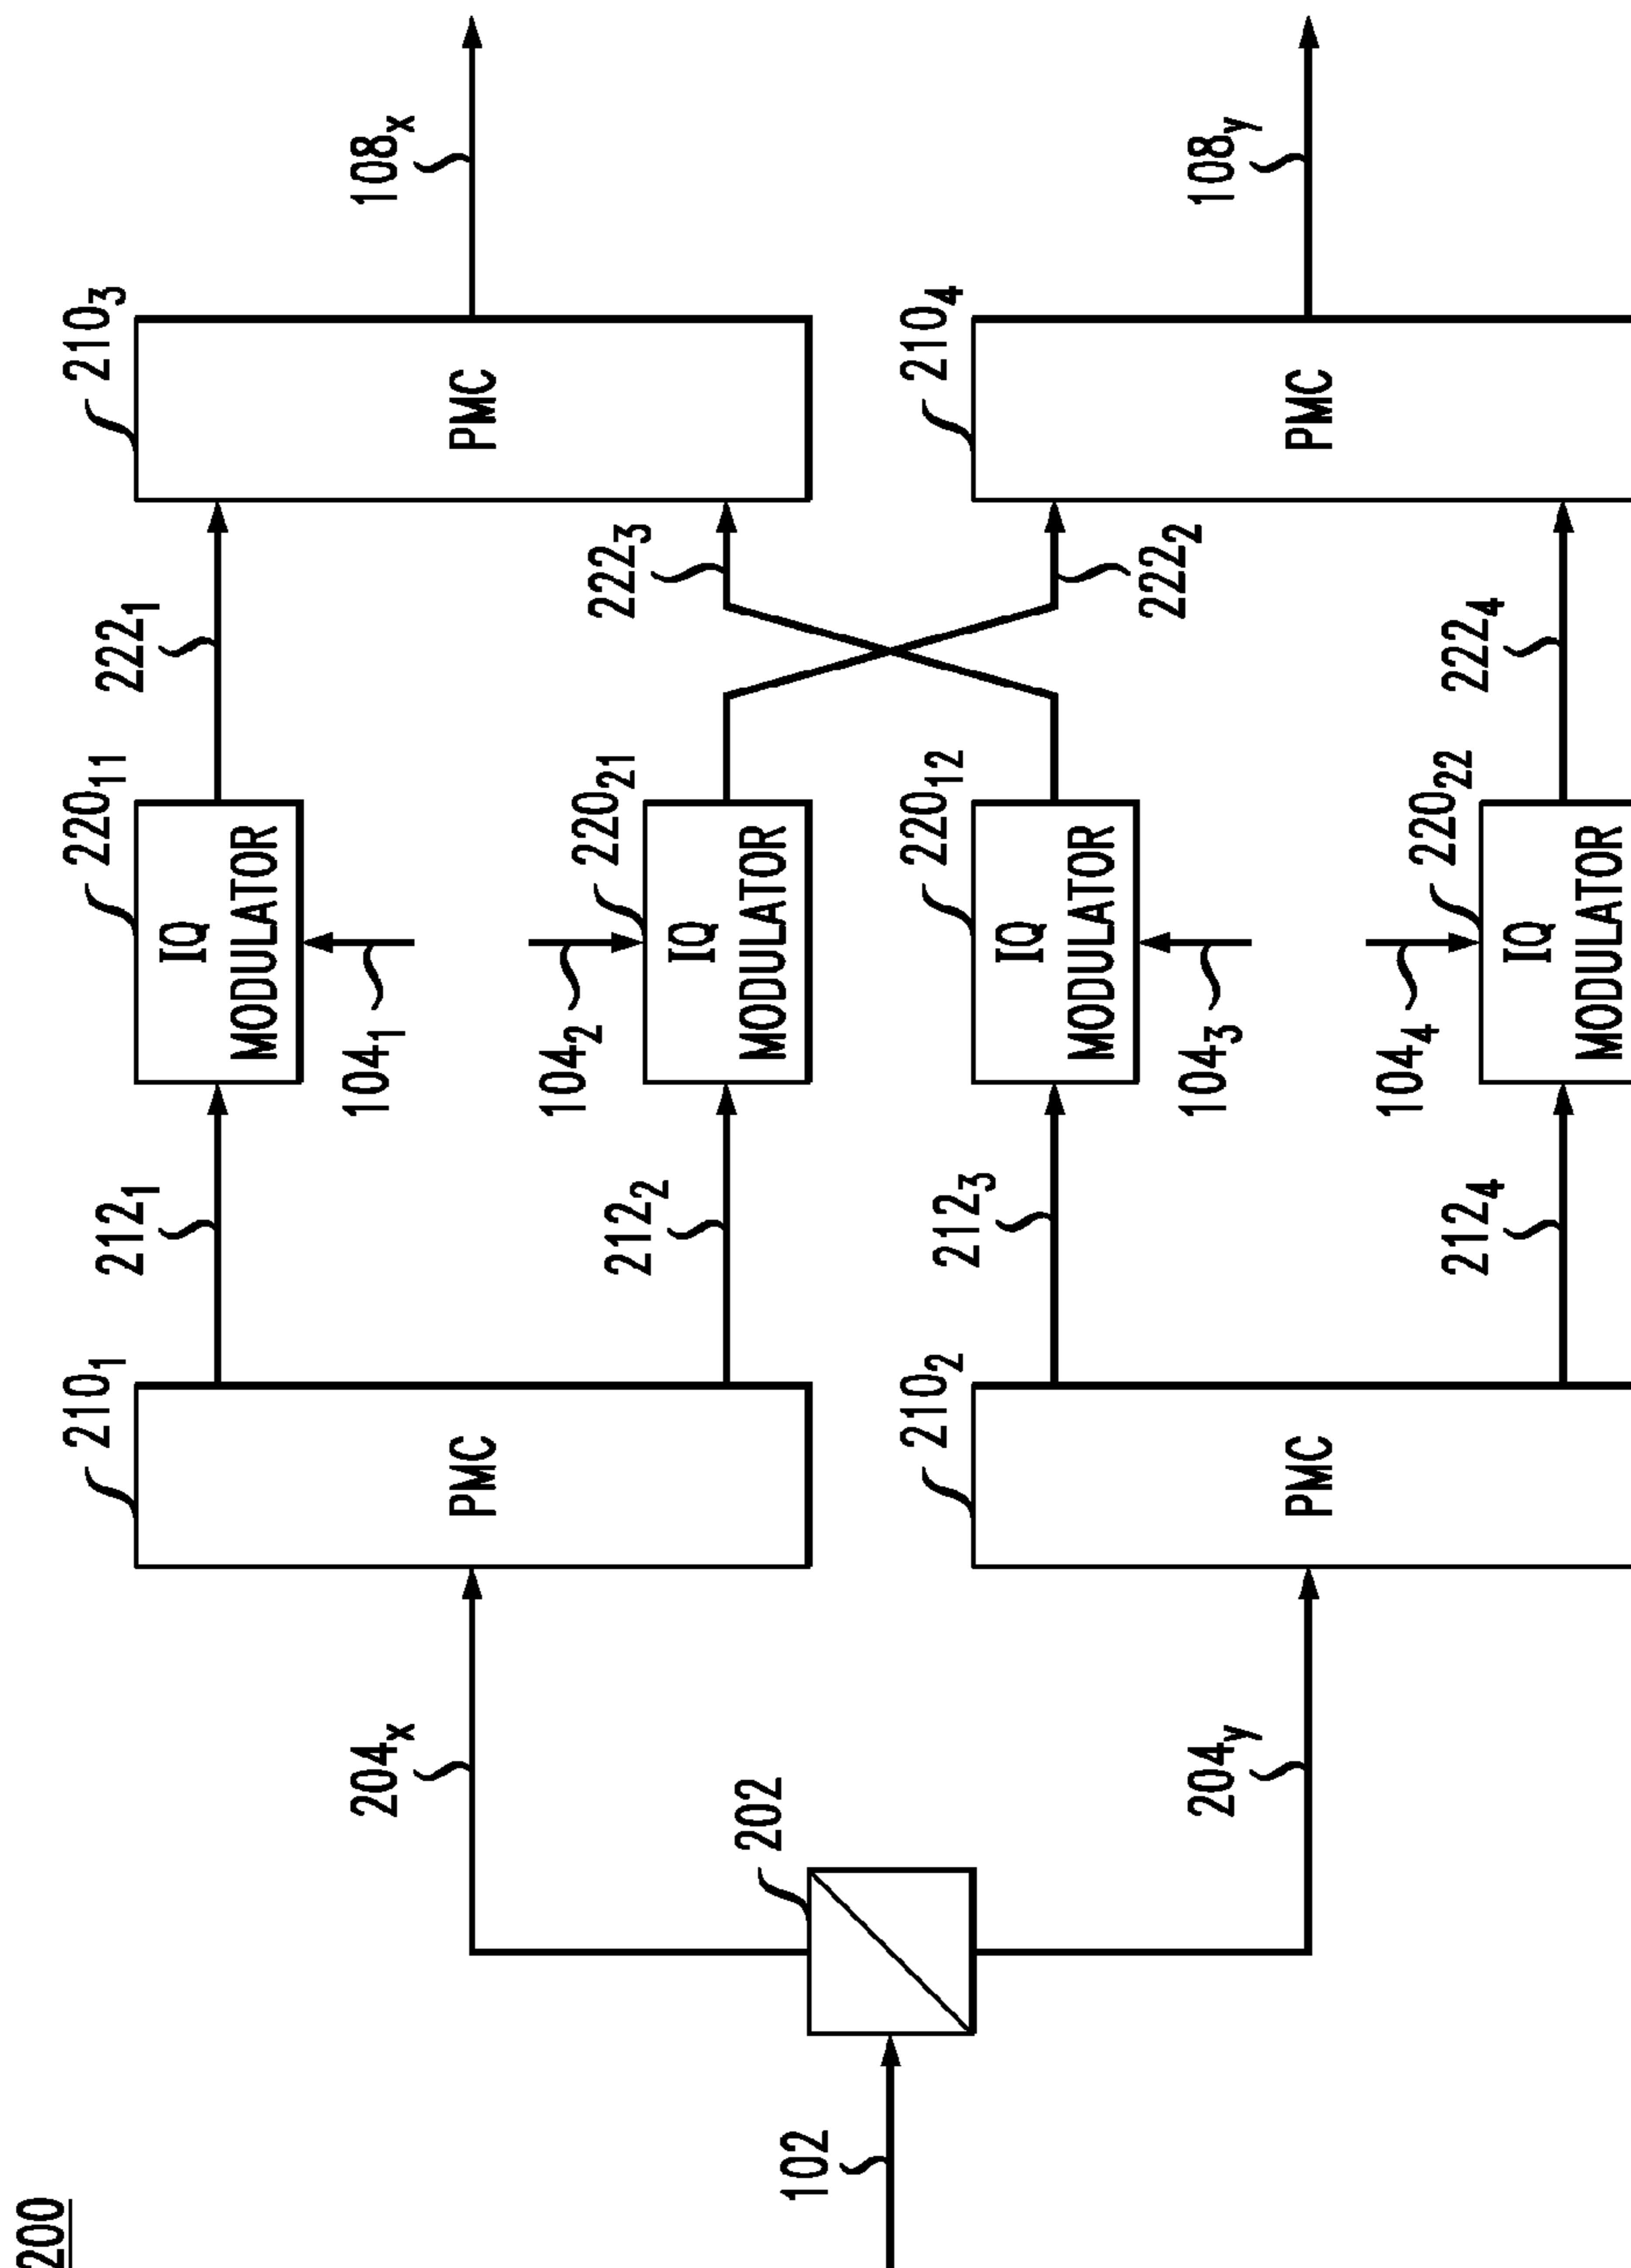 200
102
202
204x
204y
210₁
PMC
210₂
PMC
212₁
212₂
212₃
212₄
220₁₁
IQ
MODULATOR
104₁
220₂₁
IQ
MODULATOR
104₂
220₁₂
IQ
MODULATOR
104₃
220₂₂
IQ
MODULATOR
104₄
222₁
222₃
222₂
222₄
210₃
PMC
210₄
PMC
108x
108y